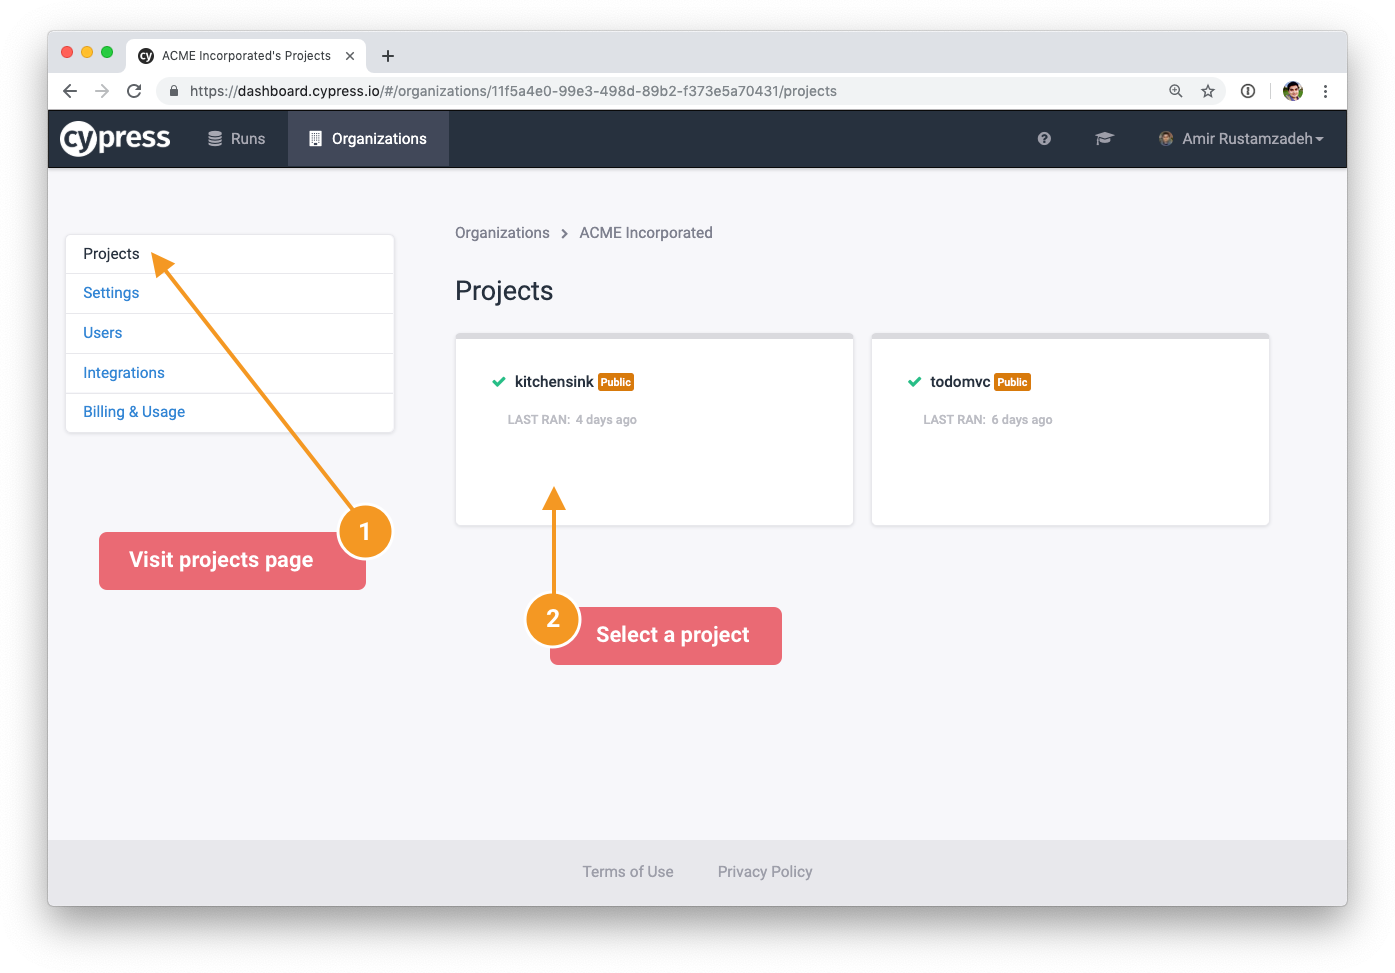 cy ACME Incorporated's Projects
https://dashboard.cypress.io/#/organizations/11f5a4e0-99e3-498d-89b2-f373e5a70431/projects
cypress Runs Organizations Amir Rustamzadeh
Organizations > ACME Incorporated
Projects
Settings
Users
Integrations
Billing & Usage
Projects
kitchensink Public
LAST RAN: 4 days ago
todomvc Public
LAST RAN: 6 days ago
1
Visit projects page
2
Select a project
Terms of Use Privacy Policy